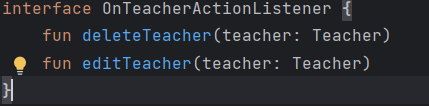 interface OnTeacherActionListener {
    fun deleteTeacher(teacher: Teacher)
    fun editTeacher(teacher: Teacher)
}